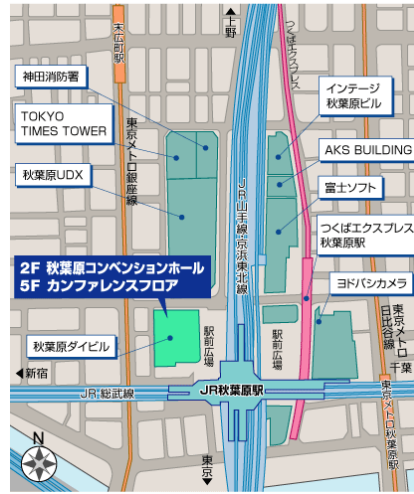 ▲上野
末広町駅
つくばエクスプレス
神田消防署
TOKYO
TIMES TOWER
秋葉原UDX
東京メトロ銀座線
インテージ
秋葉原ビル
AKS BUILDING
富士ソフト
つくばエクスプレス
秋葉原駅
JR山手線・京浜東北線
2F 秋葉原コンベンションホール
5F カンファレンスフロア
ヨドバシカメラ
秋葉原ダイビル
駅前広場
駅前広場
東京メトロ
日比谷線
◀新宿
千葉▶
JR 総武線
JR秋葉原駅
東京メトロ秋葉原駅
N
東京▼